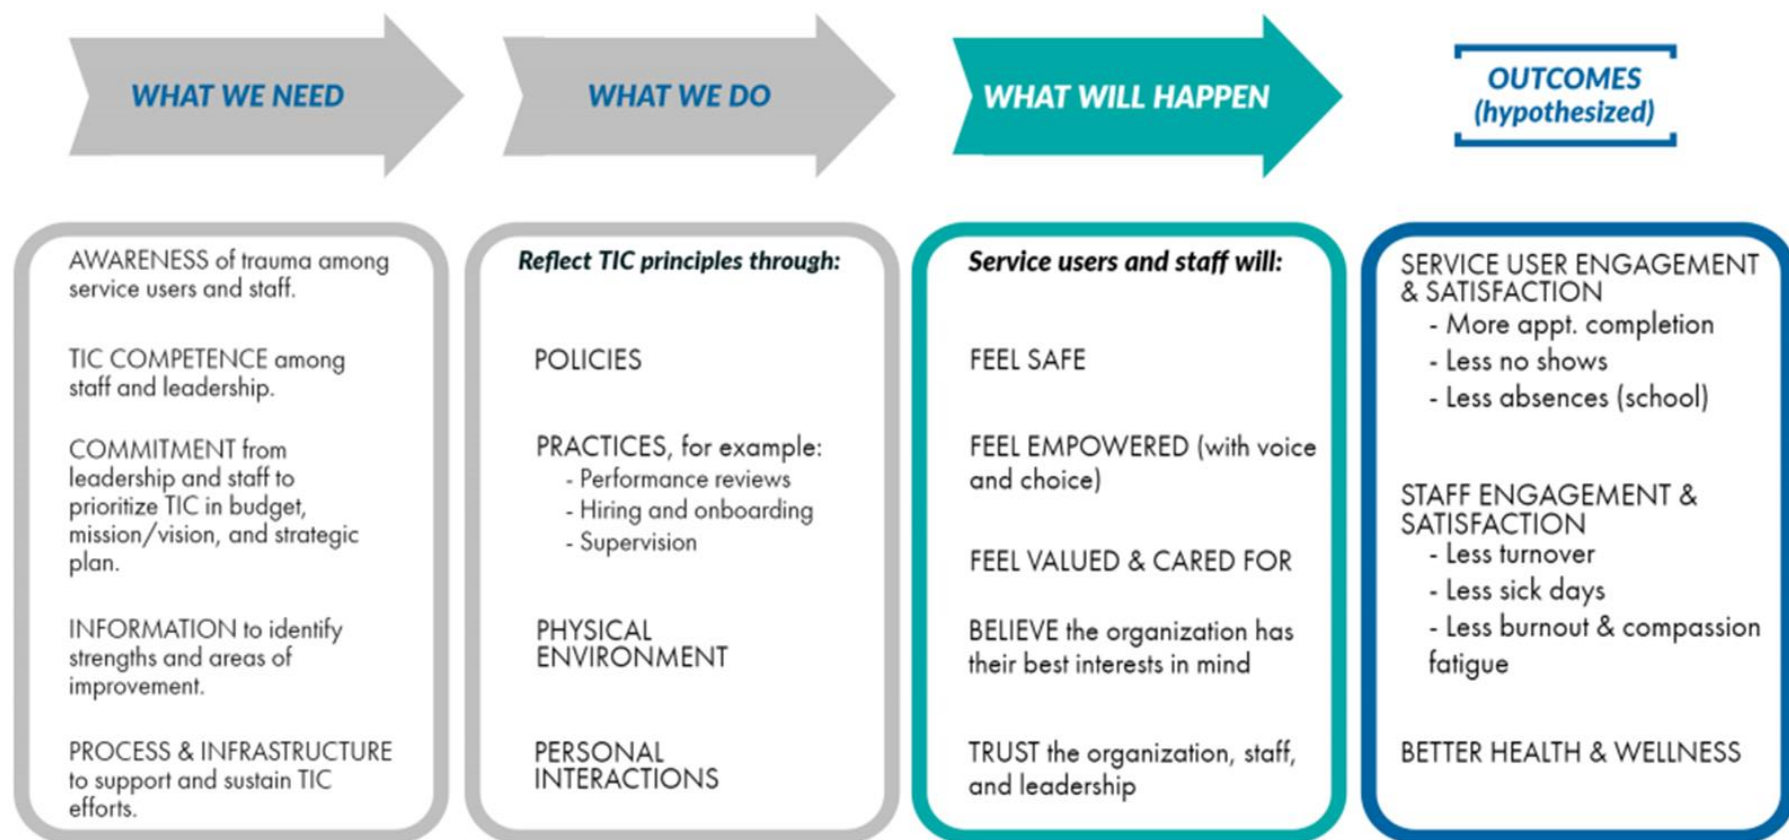 WHAT WE NEED
WHAT WE DO
WHAT WILL HAPPEN
OUTCOMES
(hypothesized)
AWARENESS of trauma among
service users and staff.
TIC COMPETENCE among
staff and leadership.
COMMITMENT from
leadership and staff to
prioritize TIC in budget,
mission/vision, and strategic
plan.
INFORMATION to identify
strengths and areas of
improvement.
PROCESS & INFRASTRUCTURE
to support and sustain TIC
efforts.
Reflect TIC principles through:
POLICIES
PRACTICES, for example:
- Performance reviews
- Hiring and onboarding
- Supervision
PHYSICAL
ENVIRONMENT
PERSONAL
INTERACTIONS
Service users and staff will:
FEEL SAFE
FEEL EMPOWERED (with voice
and choice)
FEEL VALUED & CARED FOR
BELIEVE the organization has
their best interests in mind
TRUST the organization, staff,
and leadership
SERVICE USER ENGAGEMENT
& SATISFACTION
- More appt. completion
- Less no shows
- Less absences (school)
STAFF ENGAGEMENT &
SATISFACTION
- Less turnover
- Less sick days
- Less burnout & compassion
fatigue
BETTER HEALTH & WELLNESS